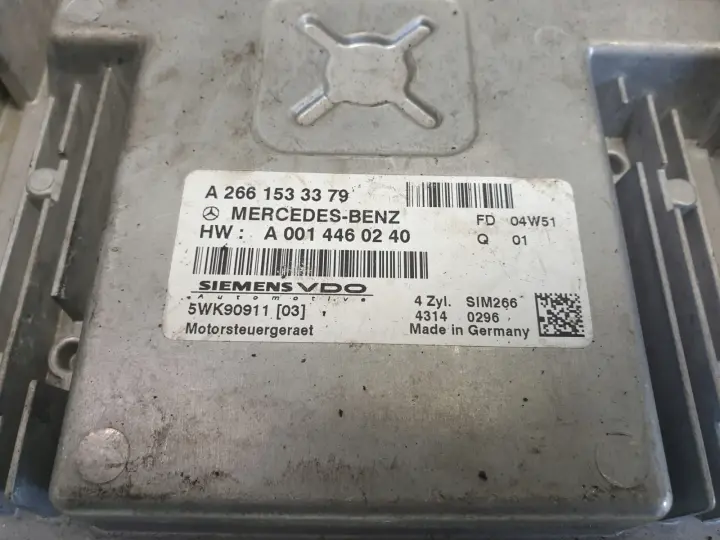 A 266 153 33 79
MERCEDES-BENZ
FD 04W51
HW : A 001 446 02 40
Q 01
SIEMENS VDO
Automotive
4 Zyl. SIM266
5WK90911 [03]
4314 0296
Motorsteuergeraet
Made in Germany